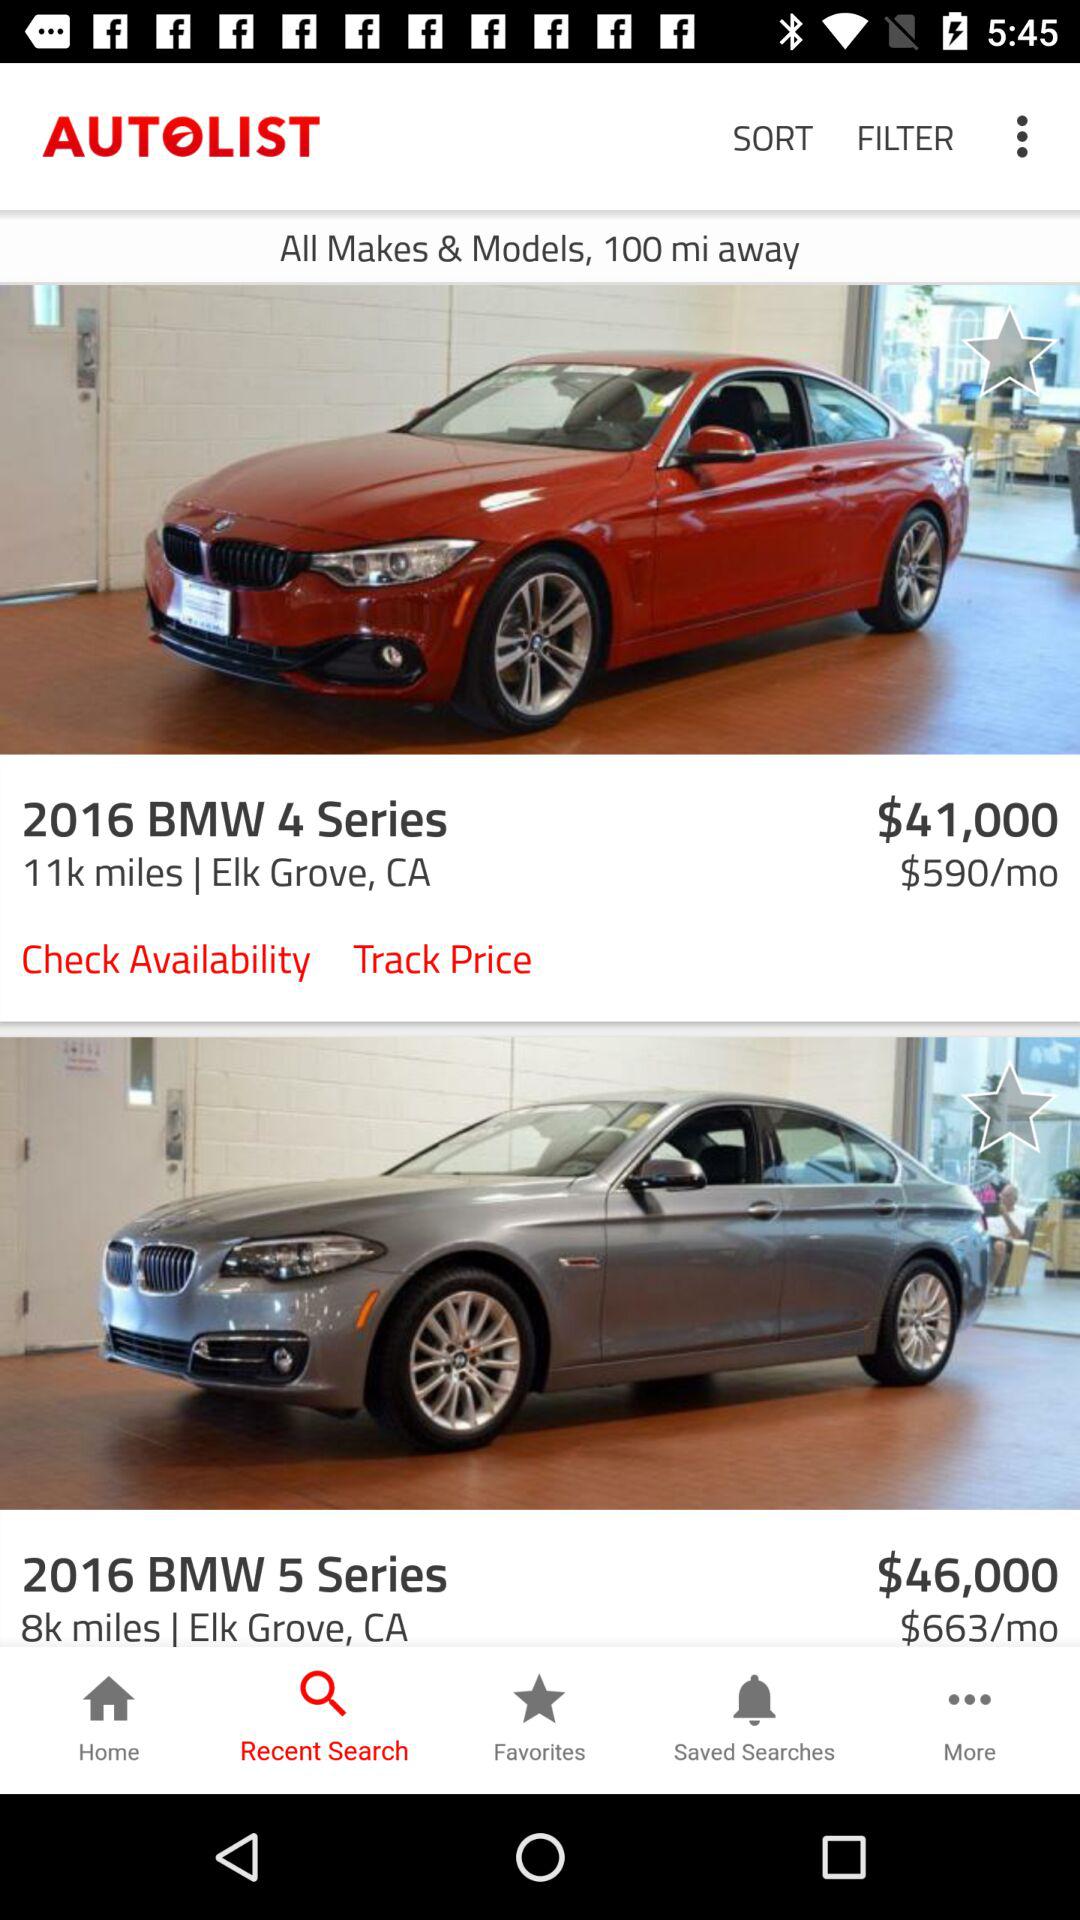 5:45
AUTOLIST
SORT FILTER
All Makes & Models, 100 mi away
2016 BMW 4 Series
$41,000
11k miles | Elk Grove, CA
$590/mo
Check Availability Track Price
2016 BMW 5 Series
$46,000
8k miles | Elk Grove, CA
$663/mo
Home Recent Search Favorites Saved Searches More